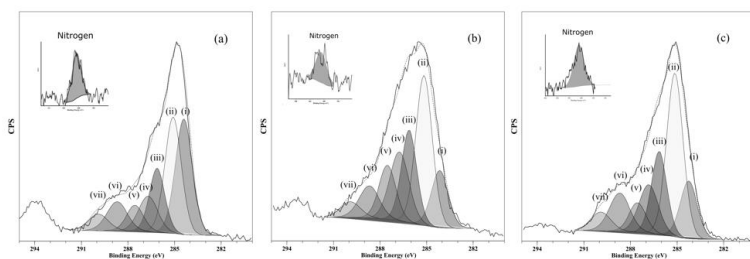 Nitrogen
(a)
(ii)
(i)
(iii)
(iv)
(v)
(vi)
(vii)
CPS
294
291
288
285
282
Binding Energy (eV)
Nitrogen
(b)
(ii)
(iii)
(iv)
(v)
(i)
(vi)
(vii)
CPS
294
291
288
285
282
Binding Energy (eV)
Nitrogen
(c)
(ii)
(iii)
(i)
(vi)
(iv)
(v)
(vii)
CPS
294
291
288
285
282
Binding Energy (eV)